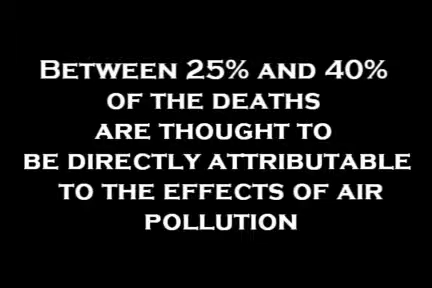 Between 25% and 40%
of the deaths
are thought to
be directly attributable
to the effects of air
pollution